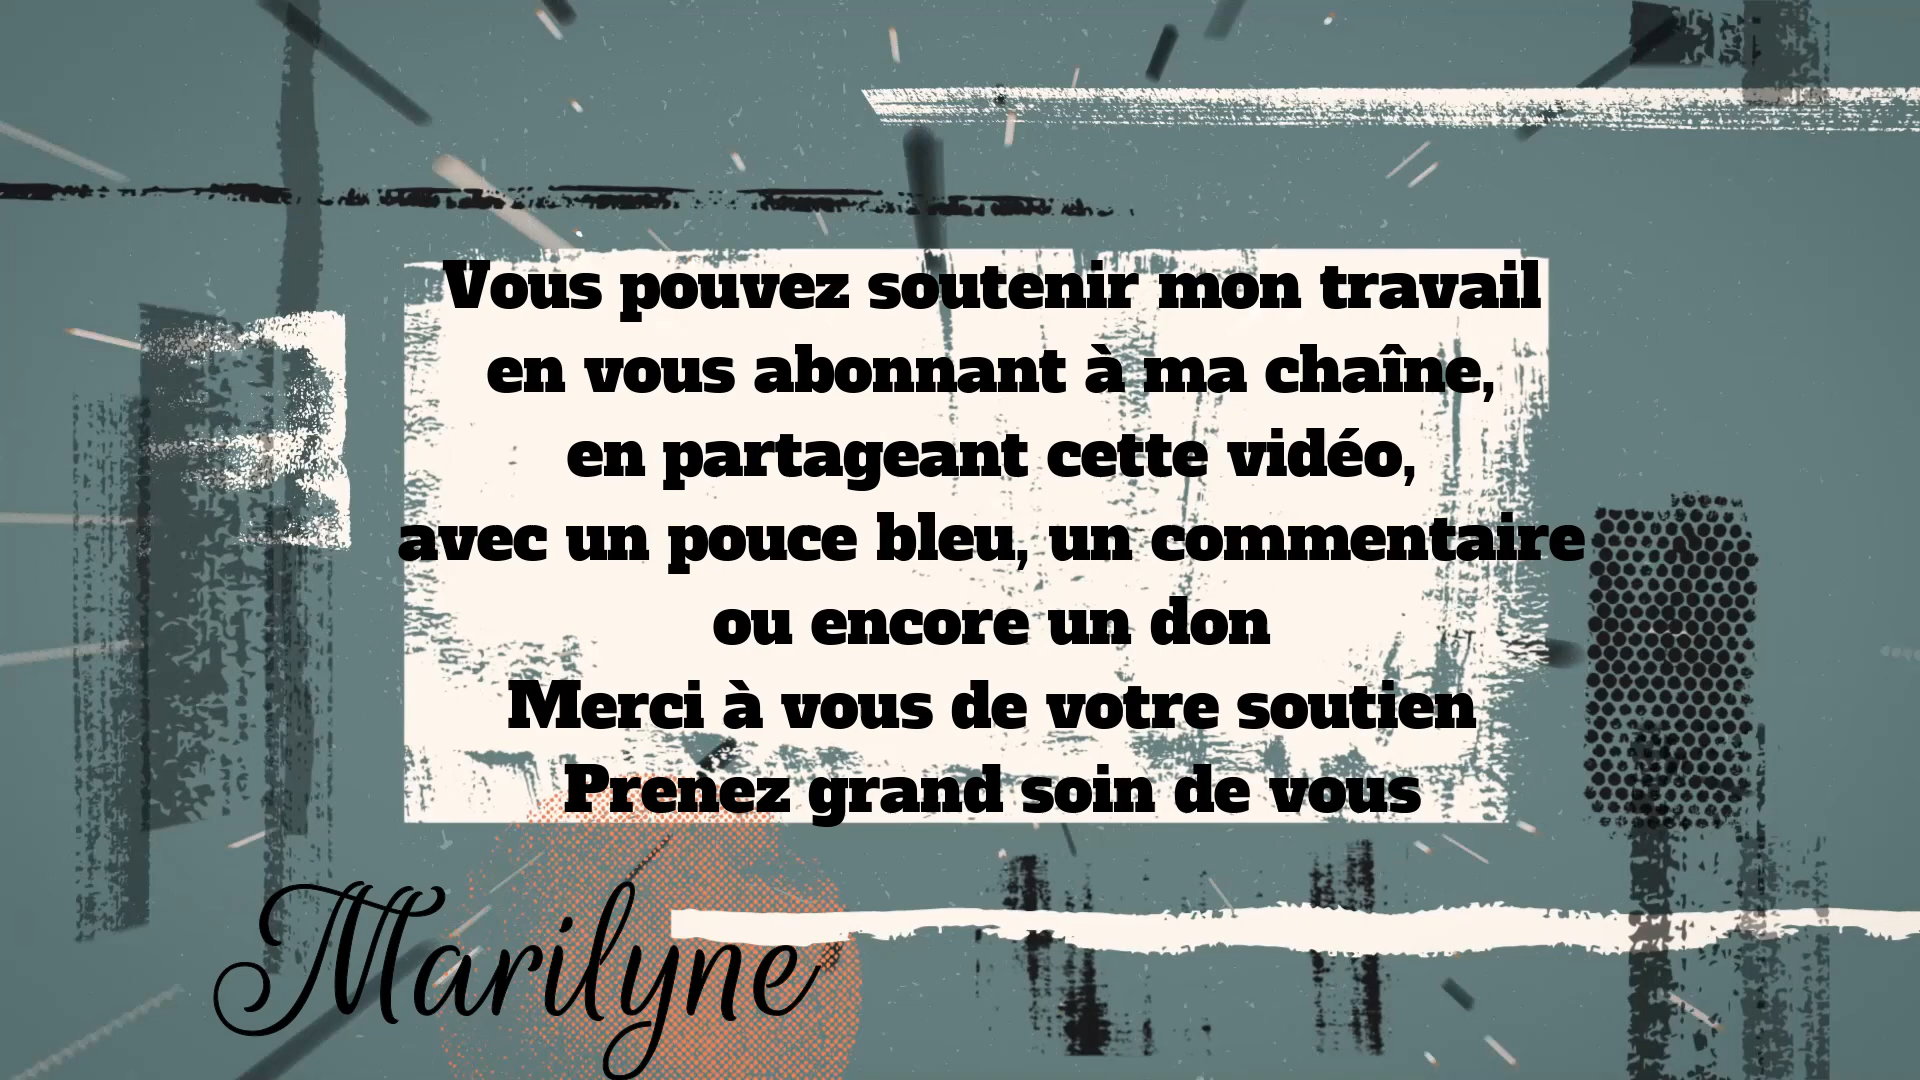 Vous pouvez soutenir mon travail
en vous abonnant à ma chaîne,
en partageant cette vidéo,
avec un pouce bleu, un commentaire
ou encore un don
Merci à vous de votre soutien
Prenez grand soin de vous
Marilyne